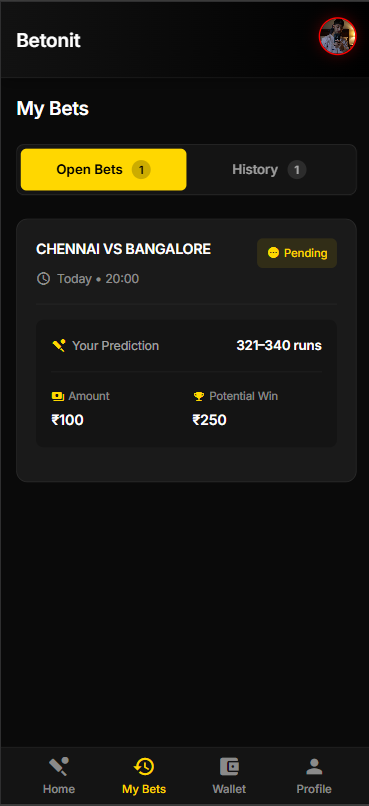 Betonit
My Bets
Open Bets 1 History 1
CHENNAI VS BANGALORE
Pending
Today • 20:00
Your Prediction 321–340 runs
Amount Potential Win
₹100 ₹250
Home My Bets Wallet Profile